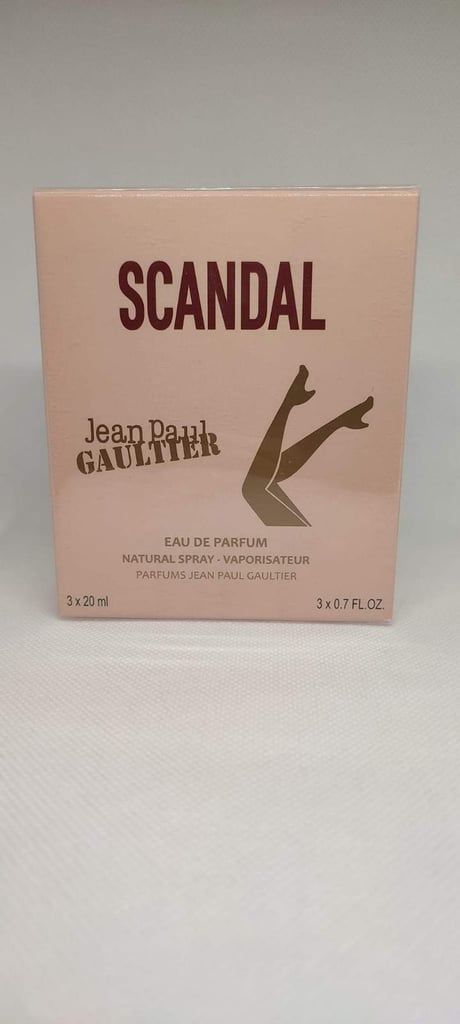 SCANDAL
Jean Paul
GAULTIER
EAU DE PARFUM
NATURAL SPRAY - VAPORISATEUR
PARFUMS JEAN PAUL GAULTIER
3 x 20 ml
3 x 0.7 FL.OZ.